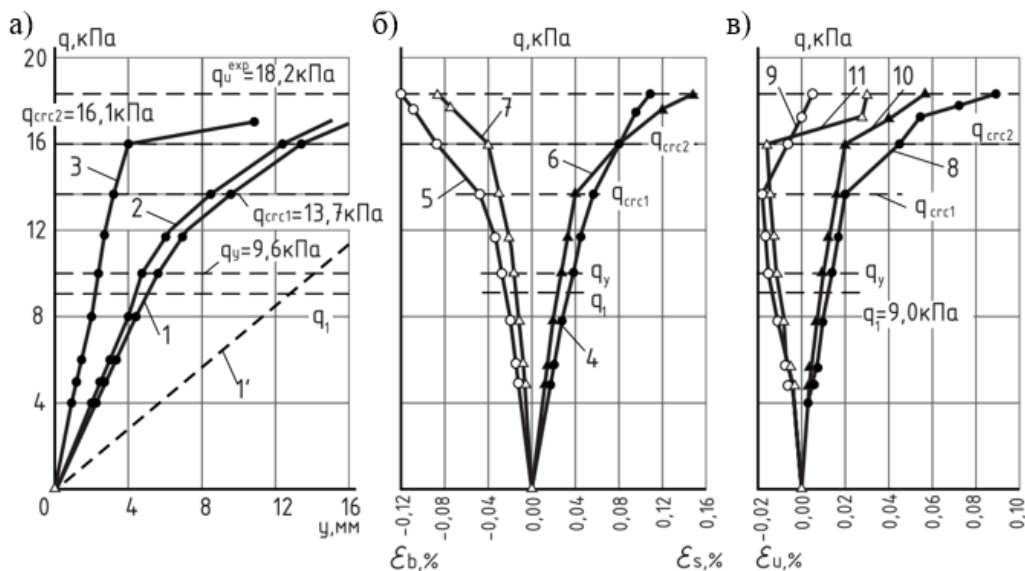 а)
q,кПа
20
q_u^exp=18,2кПа
q_crc2=16,1кПа
16
3
2
q_crc1=13,7кПа
12
q_y=9,6кПа
8
1
q_1
1'
4
0
4
8
12
16
y,мм
б)
q,кПа
7
q_crc2
5
6
q_crc1
q_y
q_1
4
-0,12
-0,08
-0,04
0,00
0,04
0,08
0,12
0,16
ℰb,%
ℰs,%
в)
q,кПа
9
11
10
q_crc2
8
q_crc1
q_y
q_1=9,0кПа
-0,02
0,00
0,02
0,04
0,06
0,08
0,10
ℰu,%